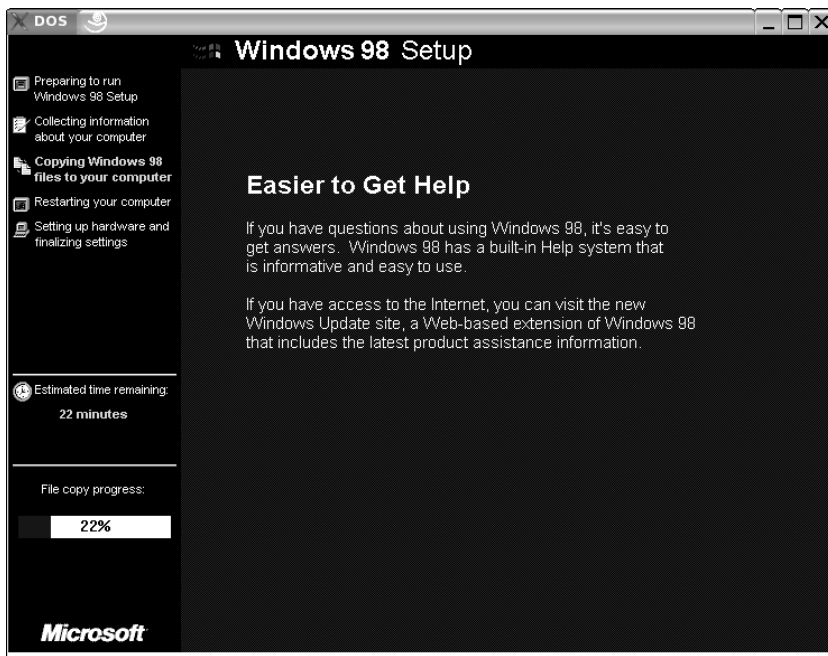 DOS
Windows 98 Setup
Preparing to run
Windows 98 Setup
Collecting information
about your computer
Copying Windows 98
files to your computer
Restarting your computer
Setting up hardware and
finalizing settings
Estimated time remaining:
22 minutes
File copy progress:
22%
Microsoft
Easier to Get Help
If you have questions about using Windows 98, it's easy to
get answers.  Windows 98 has a built-in Help system that
is informative and easy to use.
If you have access to the Internet, you can visit the new
Windows Update site, a Web-based extension of Windows 98
that includes the latest product assistance information.